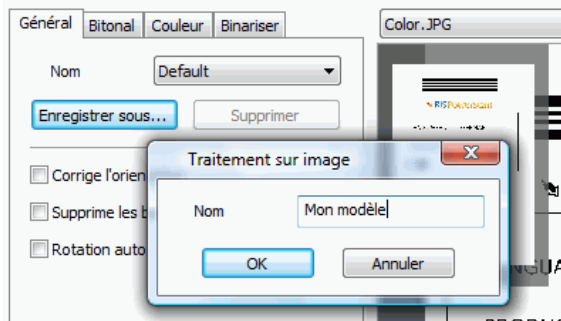 Général Bitonal Couleur Binariser
Color.JPG
Nom Default
Enregistrer sous... Supprimer
Traitement sur image
Corrige l'orien
Nom Mon modèle
Supprime les b
Rotation auto
OK Annuler